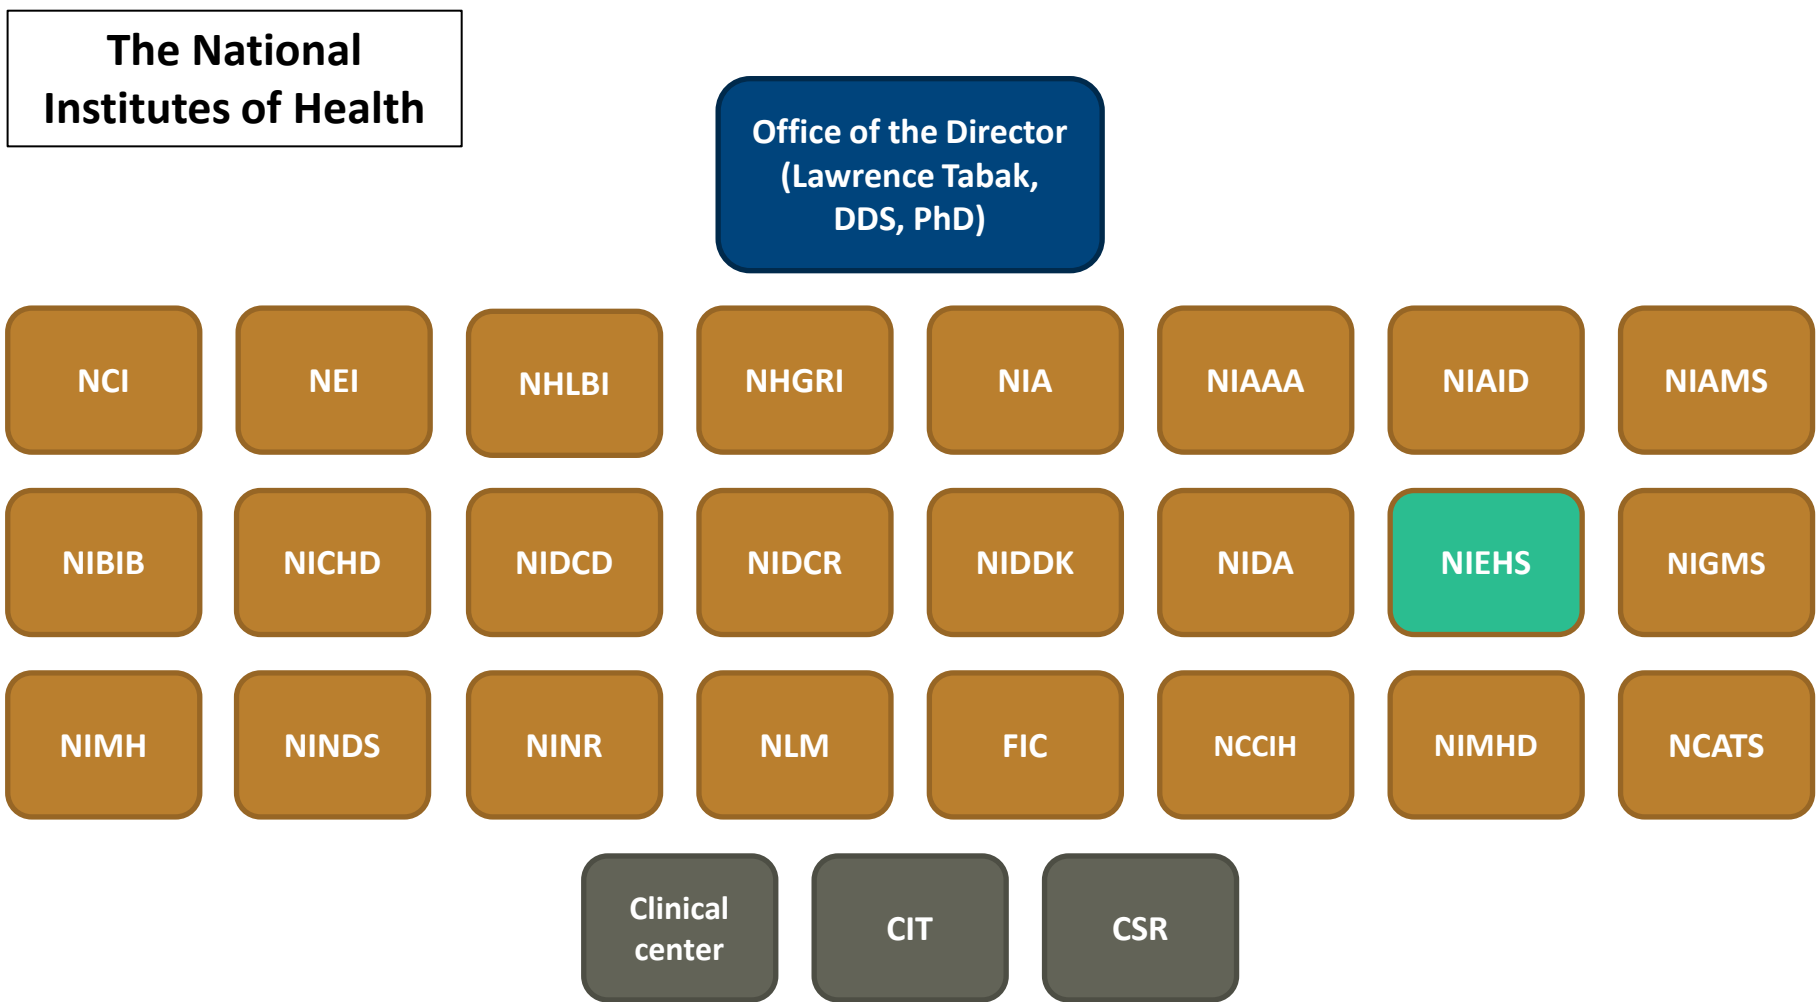 The National
Institutes of Health
Office of the Director
(Lawrence Tabak,
DDS, PhD)
NCI
NEI
NHLBI
NHGRI
NIA
NIAAA
NIAID
NIAMS
NIBIB
NICHD
NIDCD
NIDCR
NIDDK
NIDA
NIEHS
NIGMS
NIMH
NINDS
NINR
NLM
FIC
NCCIH
NIMHD
NCATS
Clinical
center
CIT
CSR